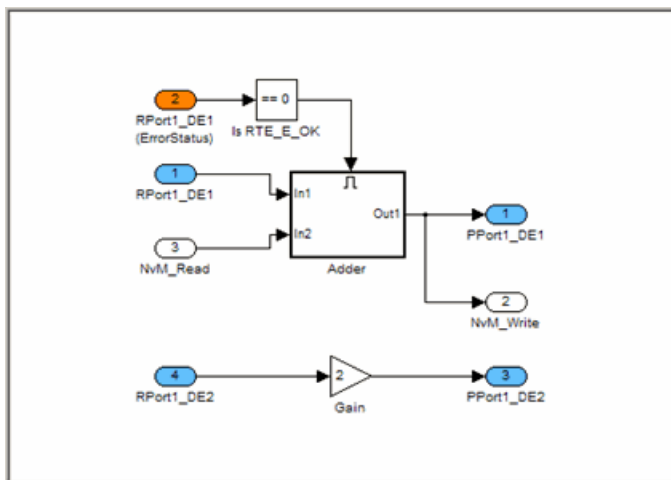 2
== 0
RPort1_DE1
(ErrorStatus)
Is RTE_E_OK
1
RPort1_DE1
In1
Out1
1
PPort1_DE1
3
NvM_Read
In2
Adder
2
NvM_Write
4
RPort1_DE2
2
Gain
3
PPort1_DE2